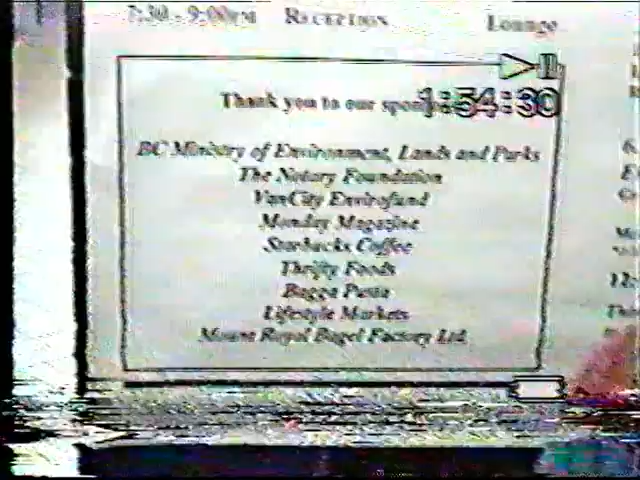 7:30 - 9:00PM RECEPTION Lounge
Thank you to our
1:54:30
BC Ministry of Environment, Lands and Parks
The Notary Foundation
VanCity Envirofund
Monday Magazine
Starbucks Coffee
Thrifty Foods
Bagga Pasta
Lifestyle Markets
Mount Royal Bagel Factory Ltd.